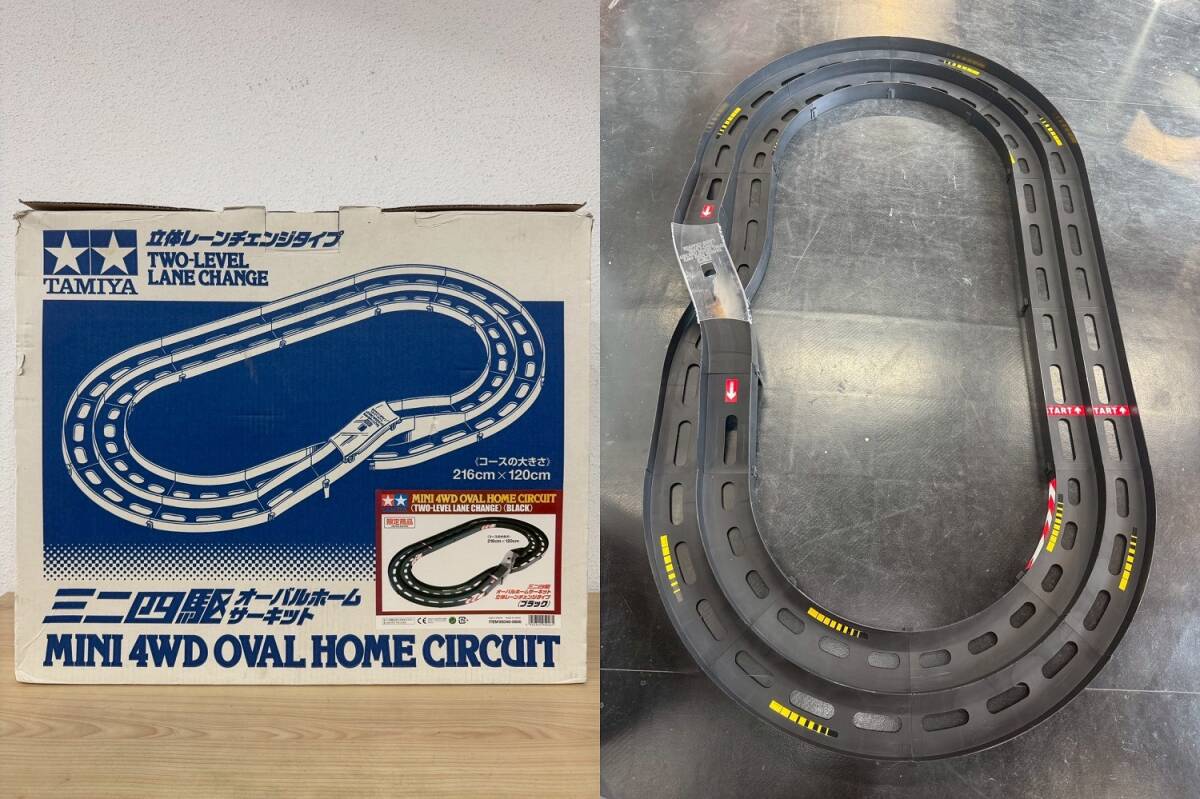 TAMIYA
立体レーンチェンジタイプ
TWO-LEVEL
LANE CHANGE
《コースの大きさ》
216cm×120cm
MINI 4WD OVAL HOME CIRCUIT
(TWO-LEVEL LANE CHANGE) (BLACK)
限定商品
216cm×120cm
ミニ四駆
オーバルホームサーキット
立体レーンチェンジタイプ
(ブラック)
ミニ四駆 オーバルホーム
サーキット
MINI 4WD OVAL HOME CIRCUIT
START
START